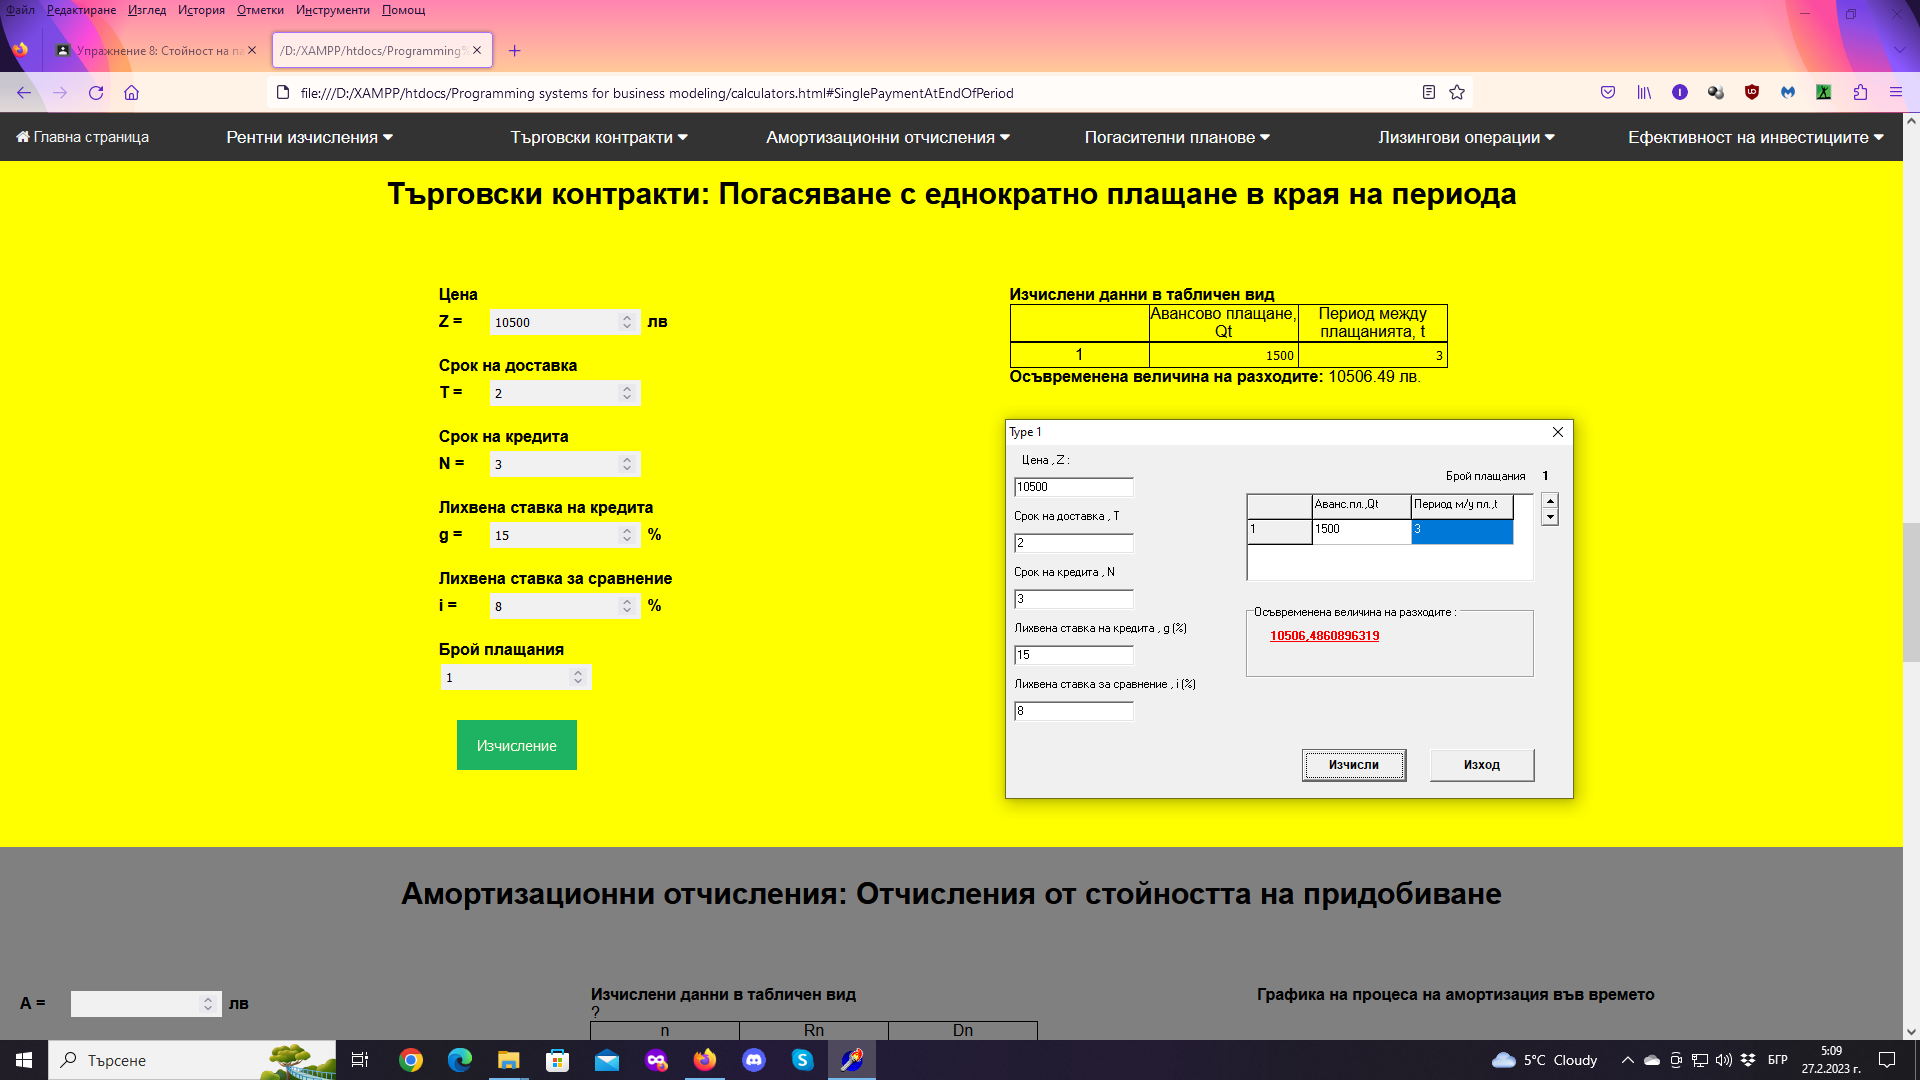 Файл Редактиране Изглед История Отметки Инструменти Помощ
Упражнение 8: Стойност на па
/D:/XAMPP/htdocs/Programming%
file:///D:/XAMPP/htdocs/Programming systems for business modeling/calculators.html#SinglePaymentAtEndOfPeriod
Главна страница Рентни изчисления Търговски контракти Амортизационни отчисления Погасителни планове Лизингови операции Ефективност на инвестициите
Търговски контракти: Погасяване с еднократно плащане в края на периода
Цена
Z = 10500 лв
Срок на доставка
T = 2
Срок на кредита
N = 3
Лихвена ставка на кредита
g = 15 %
Лихвена ставка за сравнение
i = 8 %
Брой плащания
1
Изчисление
Изчислени данни в табличен вид
Авансово плащане, Qt
Период между плащанията, t
1 1500 3
Осъвременена величина на разходите: 10506.49 лв.
Type 1
Цена , Z :
10500
Срок на доставка , T
2
Срок на кредита , N
3
Лихвена ставка на кредита , g (%)
15
Лихвена ставка за сравнение , i (%)
8
Брой плащания 1
Аванс.пл.,Qt Период м/у пл.,t
1 1500 3
Осъвременена величина на разходите :
10506,4860896319
Изчисли Изход
Амортизационни отчисления: Отчисления от стойността на придобиване
A = лв
Изчислени данни в табличен вид
?
n Rn Dn
Графика на процеса на амортизация във времето
Търсене
5°C Cloudy
БГР
5:09
27.2.2023 г.